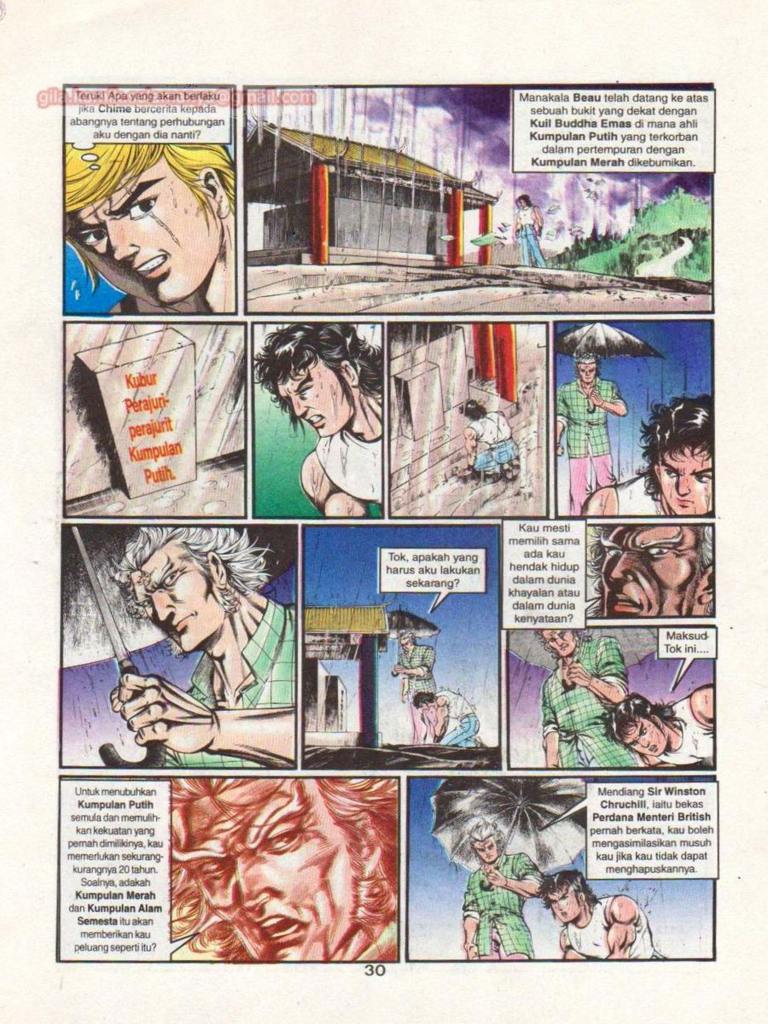 Teruk! Apa yang akan berlaku
jika Chime bercerita kepada
abangnya tentang perhubungan
aku dengan dia nanti?
Manakala Beau telah datang ke atas
sebuah bukit yang dekat dengan
Kuil Buddha Emas di mana ahli
Kumpulan Putih yang terkorban
dalam pertempuran dengan
Kumpulan Merah dikebumikan.
Kubur
Perajuri-
perajurit
Kumpulan
Putih.
Tok, apakah yang
harus aku lakukan
sekarang?
Kau mesti
memilih sama
ada kau
hendak hidup
dalam dunia
khayalan atau
dalam dunia
kenyataan?
Maksud
Tok ini....
Untuk menubuhkan
Kumpulan Putih
semula dan memulih-
kan kekuatan yang
pernah dimilikinya, kau
memerlukan sekurang-
kurangnya 20 tahun.
Soalnya, adakah
Kumpulan Merah
dan Kumpulan Alam
Semesta itu akan
memberikan kau
peluang seperti itu?
Mendiang Sir Winston
Chruchill, iaitu bekas
Perdana Menteri British
pernah berkata, kau boleh
mengasimilasikan musuh
kau jika kau tidak dapat
menghapuskannya.
30